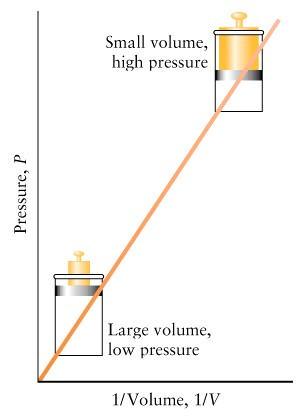 Small volume,
high pressure
Pressure, P
Large volume,
low pressure
1/Volume, 1/V